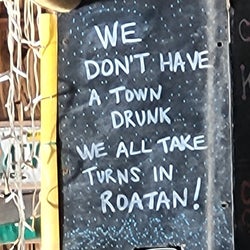 WE
DON'T HAVE
A TOWN
DRUNK
WE ALL TAKE
TURNS IN
ROATAN!